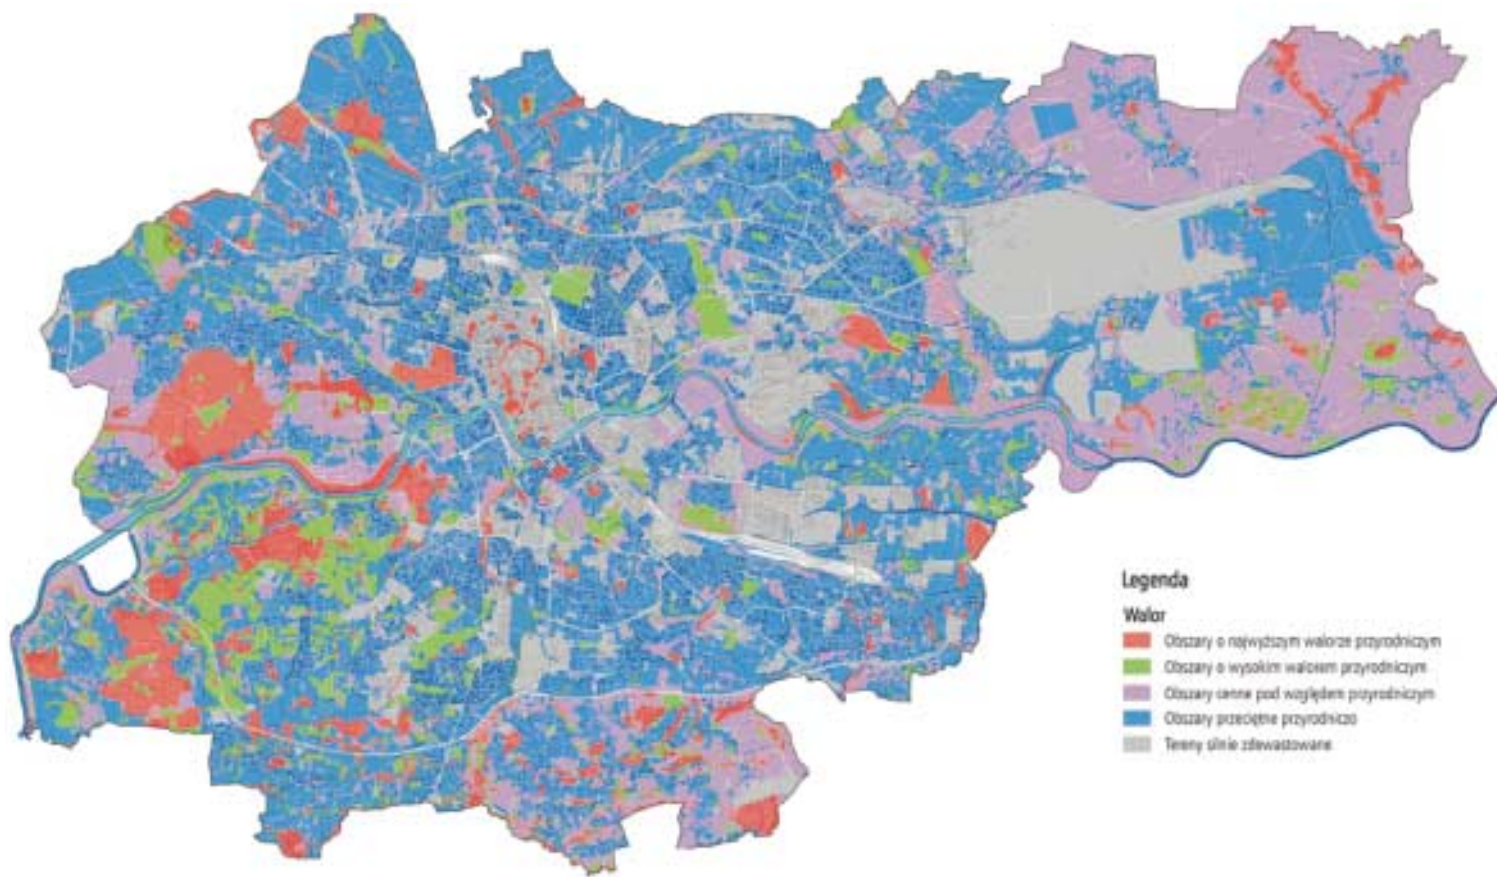 Legenda
Walor
Obszary o najwyższym walorze przyrodniczym
Obszary o wysokim walorem przyrodniczym
Obszary cenne pod względem przyrodniczym
Obszary przeciętne przyrodniczo
Tereny silnie zdewastowane